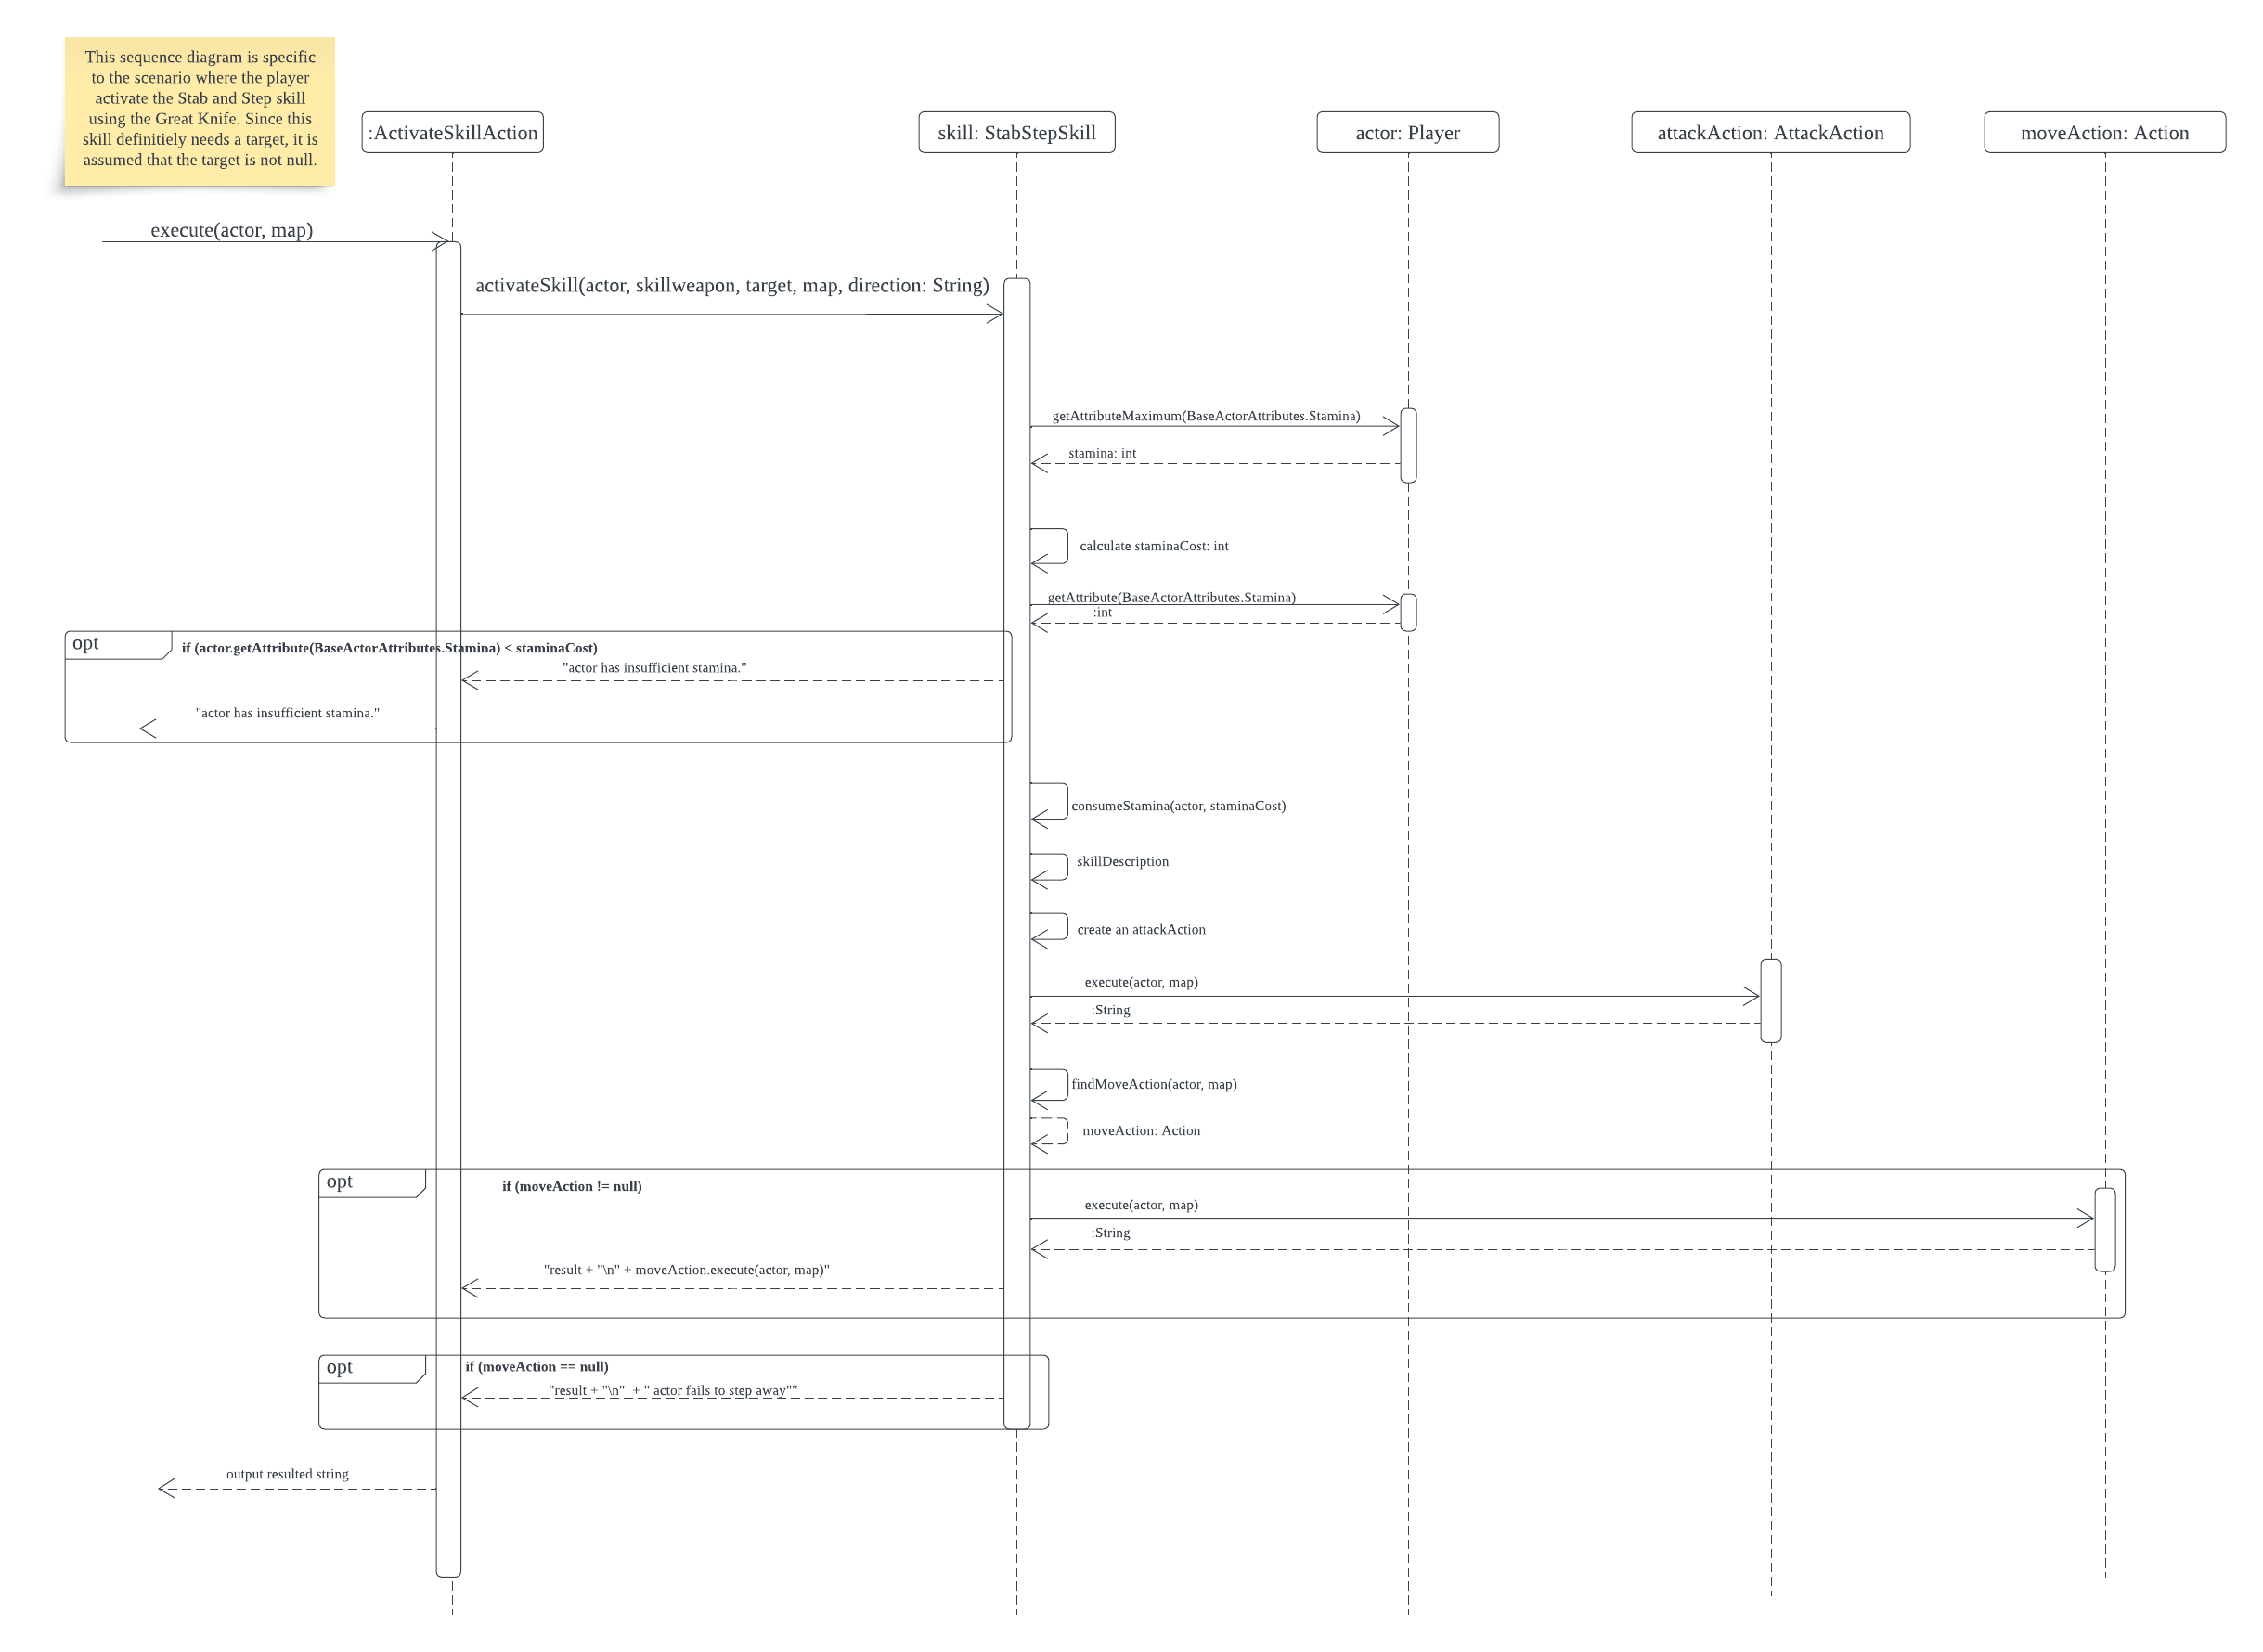 This sequence diagram is specific
to the scenario where the player
activate the Stab and Step skill
using the Great Knife. Since this
skill definitiely needs a target, it is
assumed that the target is not null.
:ActivateSkillAction
skill: StabStepSkill
actor: Player
attackAction: AttackAction
moveAction: Action
execute(actor, map)
activateSkill(actor, skillweapon, target, map, direction: String)
getAttributeMaximum(BaseActorAttributes.Stamina)
stamina: int
calculate staminaCost: int
getAttribute(BaseActorAttributes.Stamina)
:int
opt
if (actor.getAttribute(BaseActorAttributes.Stamina) < staminaCost)
"actor has insufficient stamina."
"actor has insufficient stamina."
consumeStamina(actor, staminaCost)
skillDescription
create an attackAction
execute(actor, map)
:String
findMoveAction(actor, map)
moveAction: Action
opt
if (moveAction != null)
execute(actor, map)
:String
"result + "\n" + moveAction.execute(actor, map)"
opt
if (moveAction == null)
"result + "\n"  + " actor fails to step away""
output resulted string